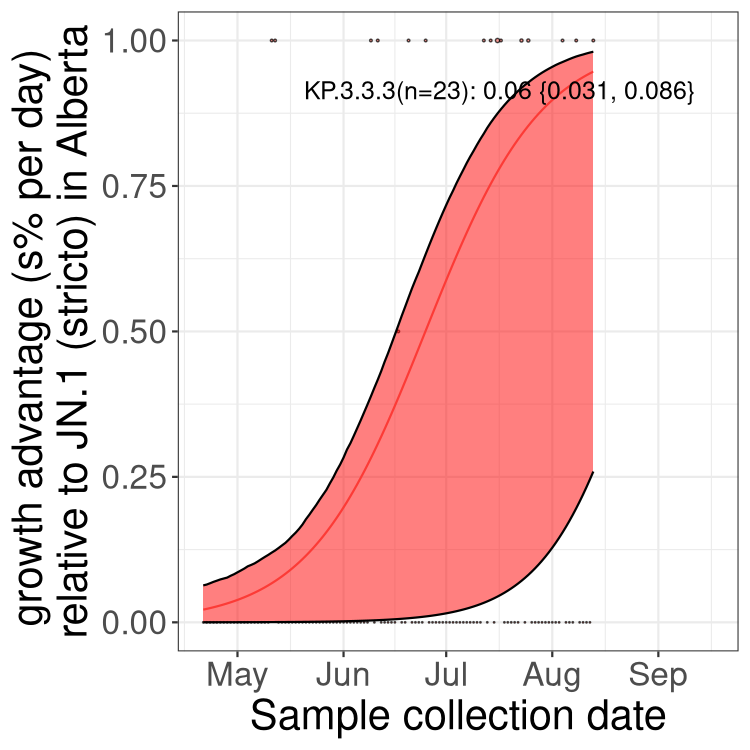 growth advantage (s% per day)
relative to JN.1 (stricto) in Alberta
1.00
0.75
0.50
0.25
0.00
KP.3.3.3(n=23): 0.06 {0.031, 0.086}
May Jun Jul Aug Sep
Sample collection date